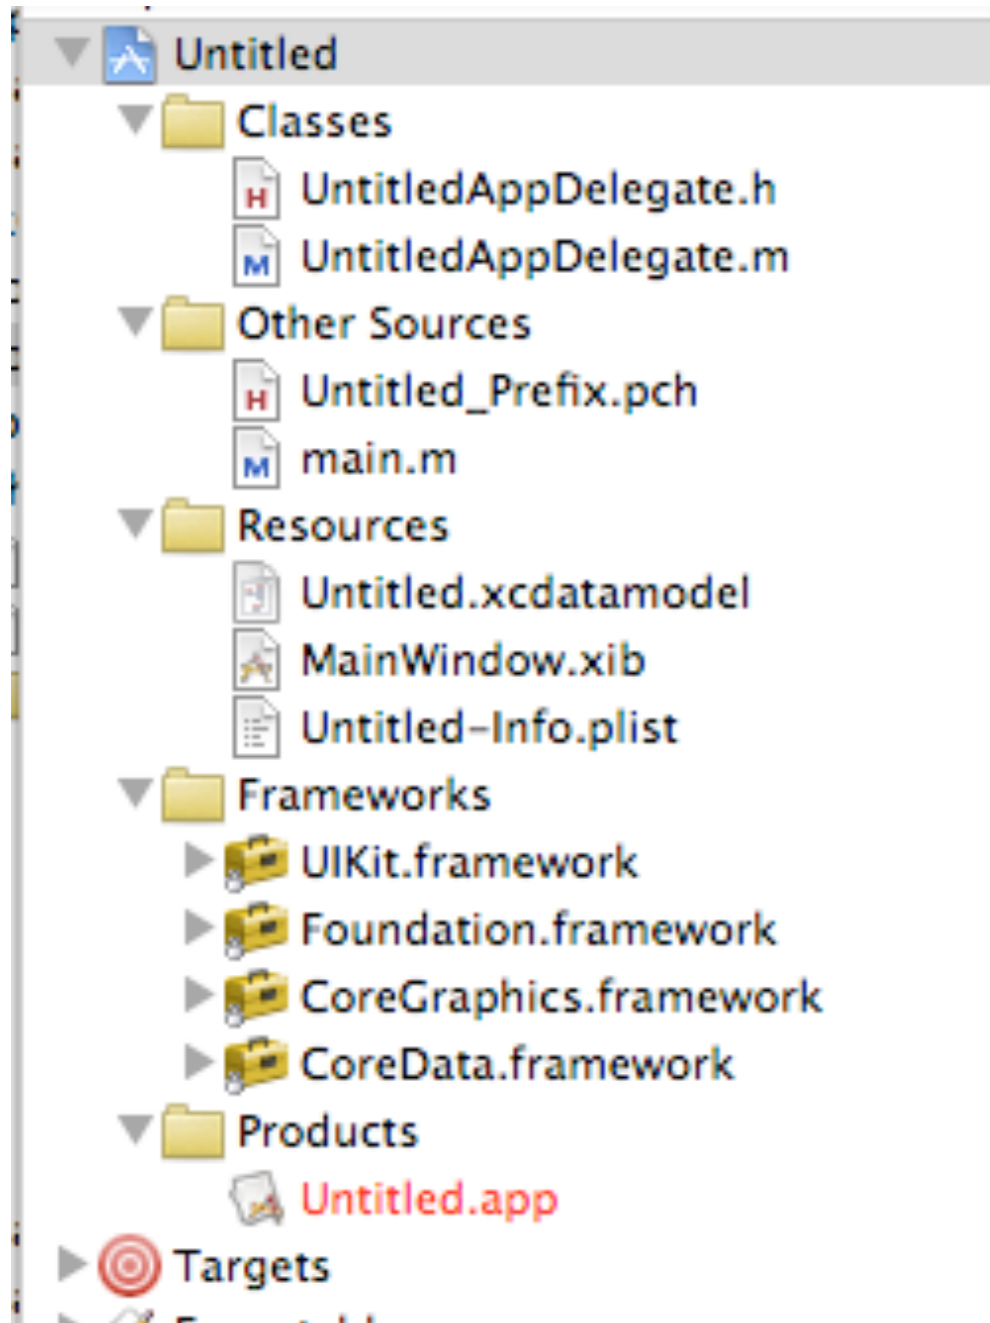 Untitled
Classes
UntitledAppDelegate.h
UntitledAppDelegate.m
Other Sources
Untitled_Prefix.pch
main.m
Resources
Untitled.xcdatamodel
MainWindow.xib
Untitled-Info.plist
Frameworks
UIKit.framework
Foundation.framework
CoreGraphics.framework
CoreData.framework
Products
Untitled.app
Targets